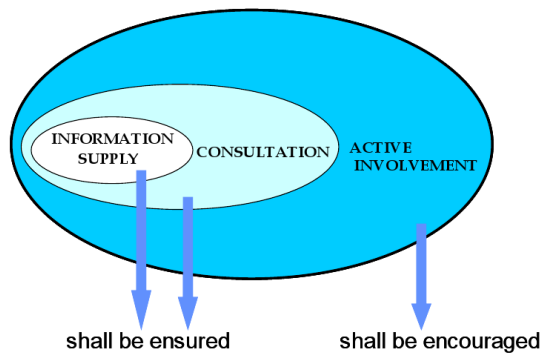 INFORMATION
SUPPLY
CONSULTATION
ACTIVE
INVOLVEMENT
shall be ensured
shall be encouraged